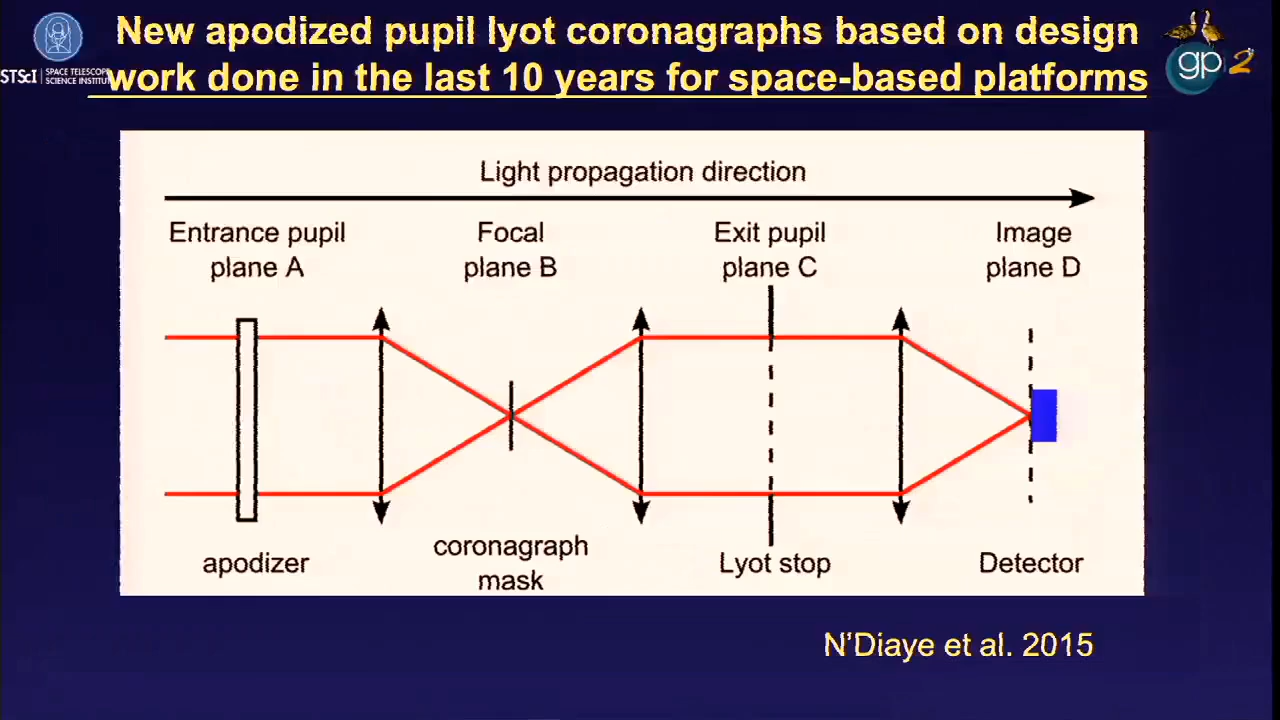 New apodized pupil lyot coronagraphs based on design
work done in the last 10 years for space-based platforms
STScI | SPACE TELESCOPE
SCIENCE INSTITUTE
gp2
Light propagation direction
Entrance pupil
plane A
Focal
plane B
Exit pupil
plane C
Image
plane D
apodizer
coronagraph
mask
Lyot stop
Detector
N'Diaye et al. 2015